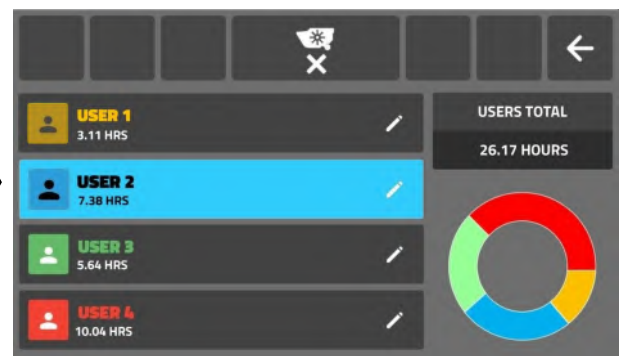 USER 1
3.11 HRS
USER 2
7.38 HRS
USER 3
5.64 HRS
USER 4
10.04 HRS
USERS TOTAL
26.17 HOURS